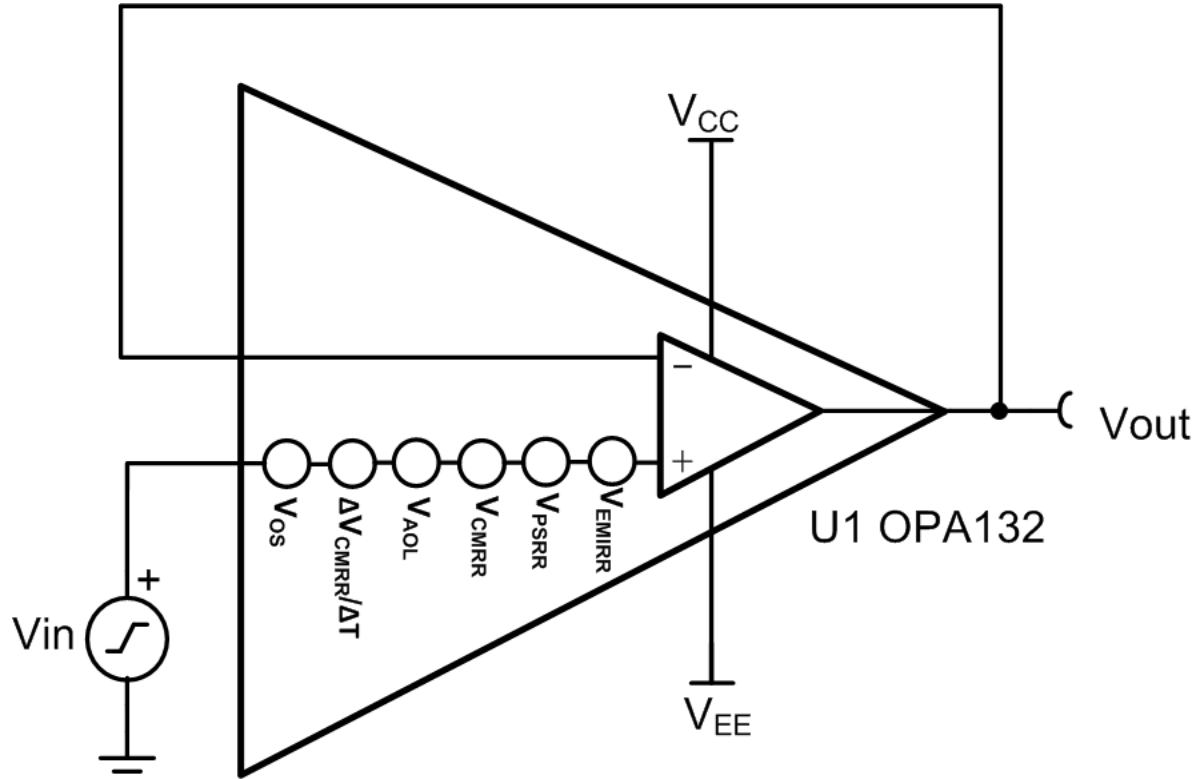 VCC
−
+
Vout
VOS
ΔVCMRR/ΔT
VAOL
VCMRR
VPSRR
VEMIRR
U1 OPA132
+
Vin
VEE